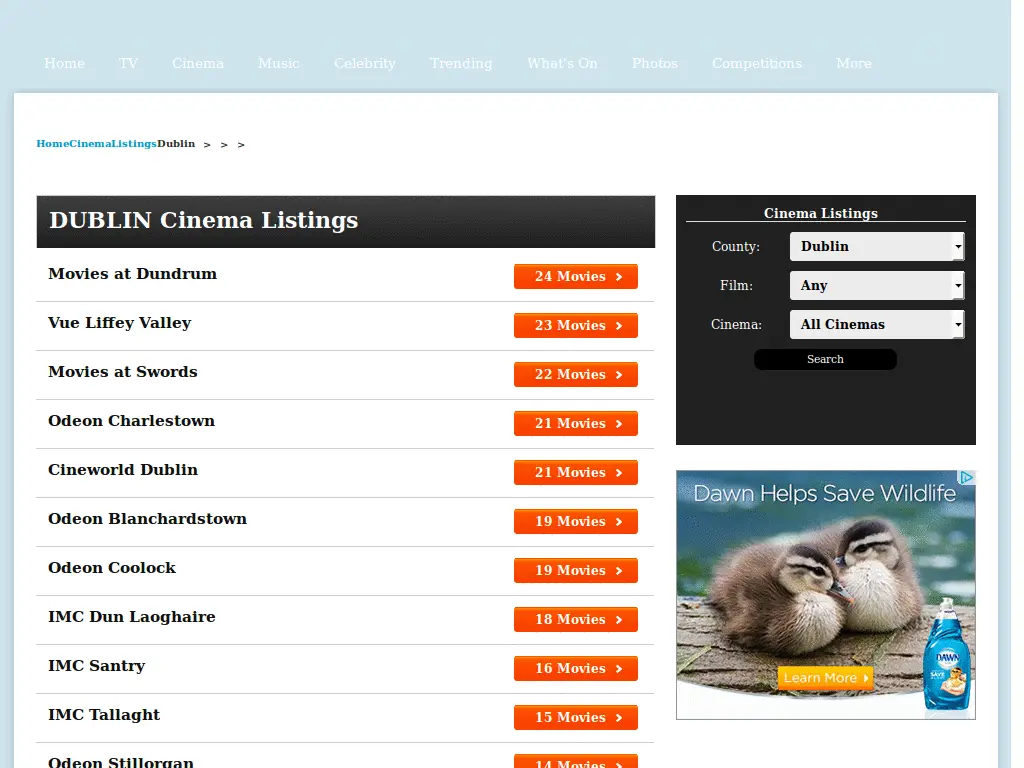 Home TV Cinema Music Celebrity Trending What's On Photos Competitions More
HomeCinemaListingsDublin > > >
DUBLIN Cinema Listings
Movies at Dundrum 24 Movies
Vue Liffey Valley 23 Movies
Movies at Swords 22 Movies
Odeon Charlestown 21 Movies
Cineworld Dublin 21 Movies
Odeon Blanchardstown 19 Movies
Odeon Coolock 19 Movies
IMC Dun Laoghaire 18 Movies
IMC Santry 16 Movies
IMC Tallaght 15 Movies
Odeon Stillorgan 14 Movies
Cinema Listings
County: Dublin
Film: Any
Cinema: All Cinemas
Search
Dawn Helps Save Wildlife
DAWN
Learn More